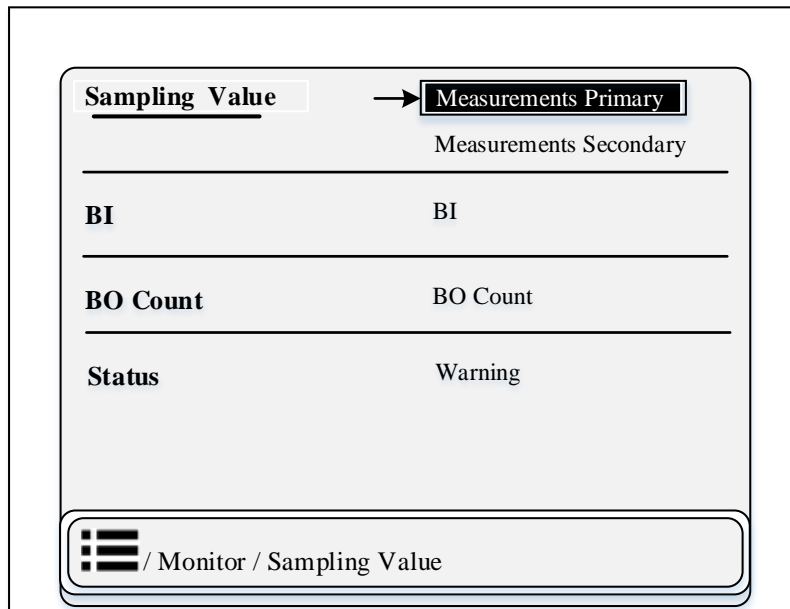 Sampling Value
Measurements Primary
Measurements Secondary
BI
BI
BO Count
BO Count
Status
Warning
/ Monitor / Sampling Value